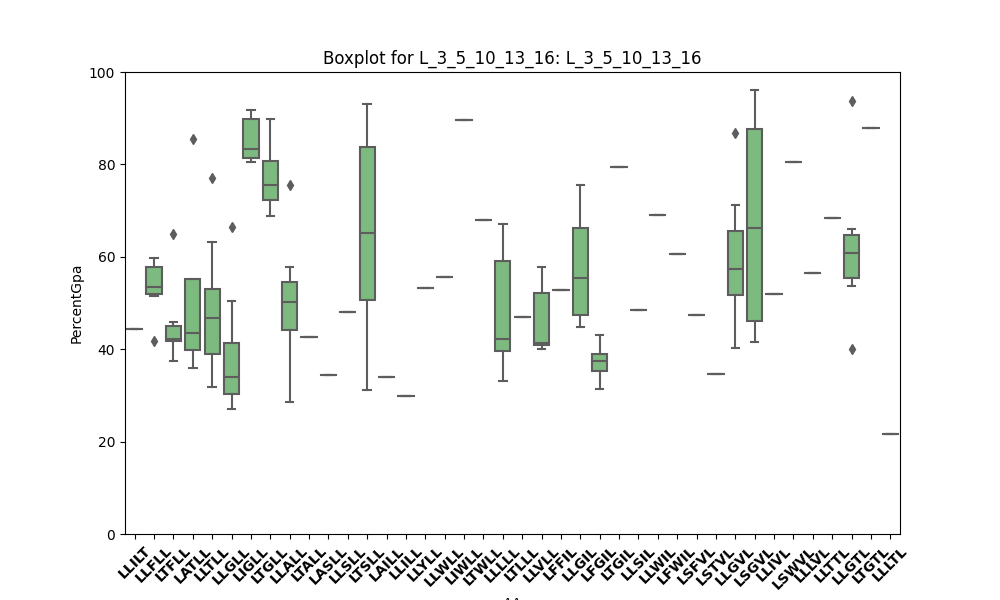 Boxplot for L_3_5_10_13_16: L_3_5_10_13_16
PercentGpa
100
80
60
40
20
0
LLILT
LLFLL
LTFLL
LATLL
LLTLL
LLGLL
LIGLL
LTGLL
LLALL
LTALL
LASLL
LLSLL
LTSLL
LAILL
LLILL
LLYLL
LLWLL
LIWLL
LTWLL
LLLLL
LTLLL
LLVLL
LFFIL
LLGIL
LFGIL
LTGIL
LLSIL
LLWIL
LFWIL
LSFVL
LSTVL
LLGVL
LSGVL
LLIVL
LSWVL
LLLVL
LLTTL
LLGTL
LTGTL
LLLTL